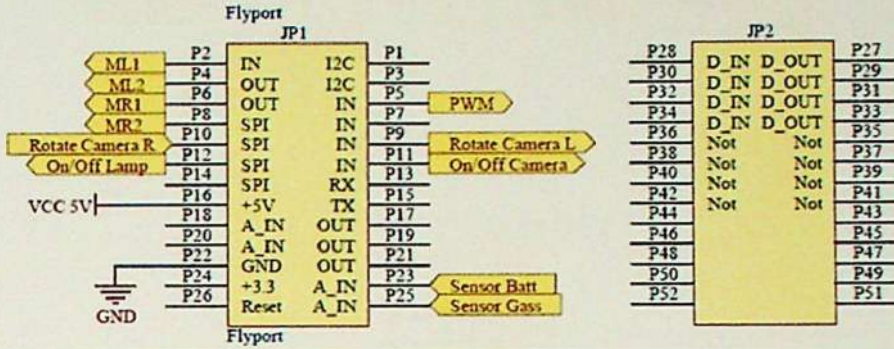 Flyport
JP1
ML1 P2 IN I2C P1
ML2 P4 OUT I2C P3
MR1 P6 OUT IN P5 PWM
MR2 P8 SPI IN P7
Rotate Camera R P10 SPI IN P9 Rotate Camera L
On/Off Lamp P12 SPI IN P11 On/Off Camera
P14 SPI RX P13
VCC 5V P16 +5V TX P15
P18 A_IN OUT P17
P20 A_IN OUT P19
P22 GND OUT P21
P24 +3.3 A_IN P23 Sensor Batt
GND P26 Reset A_IN P25 Sensor Gass
Flyport
JP2
P28 D_IN D_OUT P27
P30 D_IN D_OUT P29
P32 D_IN D_OUT P31
P34 D_IN D_OUT P33
P36 Not Not P35
P38 Not Not P37
P40 Not Not P39
P42 Not Not P41
P44 P43
P46 P45
P48 P47
P50 P49
P52 P51